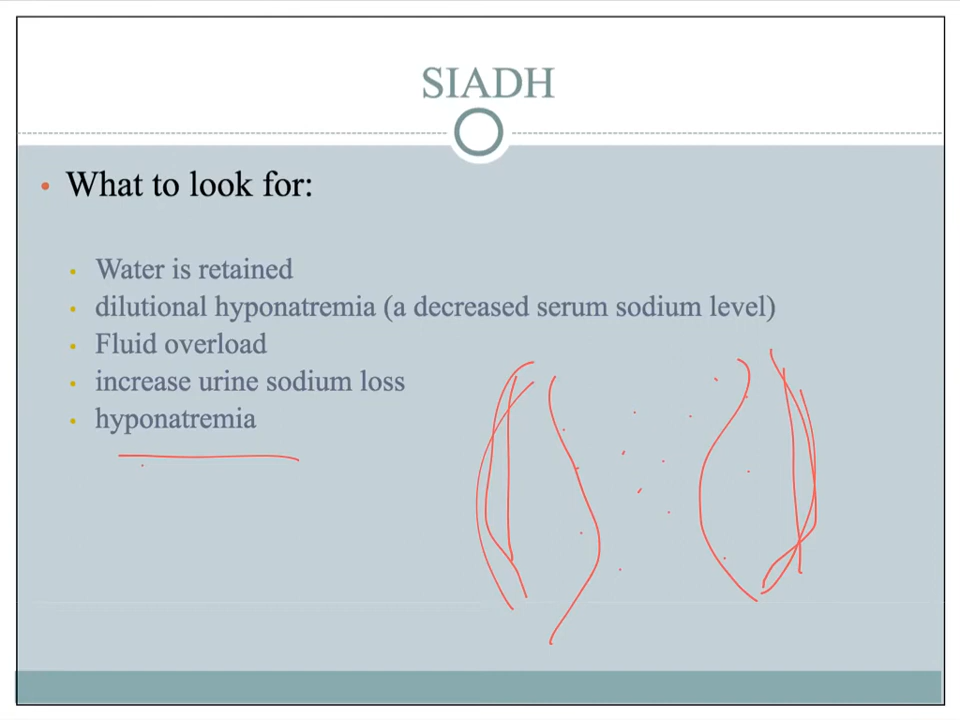 SIADH
What to look for:
Water is retained
dilutional hyponatremia (a decreased serum sodium level)
Fluid overload
increase urine sodium loss
hyponatremia